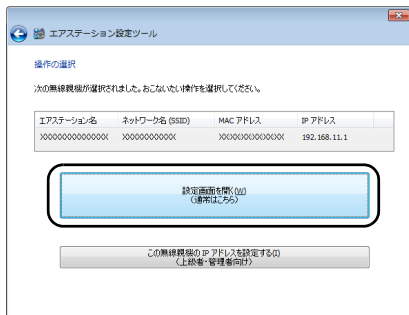 エアステーション設定ツール
操作の選択
次の無線親機が選択されました。おこないたい操作を選択してください。
エアステーション名 ネットワーク名 (SSID) MAC アドレス IP アドレス
XXXXXXXXXXXXXX XXXXXXXXXXX XXXXXXXXXXXX 192.168.11.1
設定画面を開く(W)
(通常はこちら)
この無線親機の IP アドレスを設定する(I)
(上級者・管理者向け)